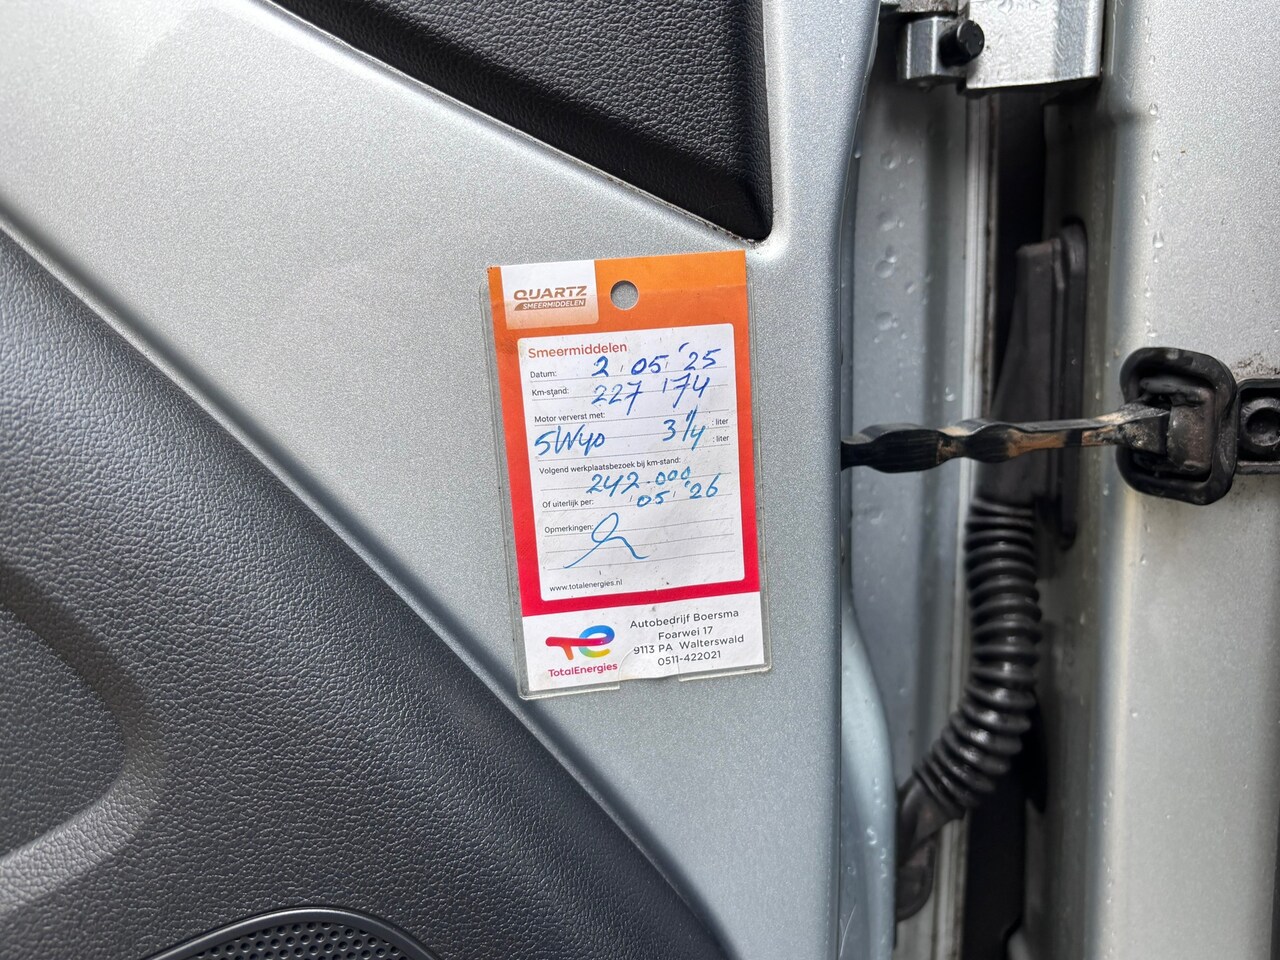 QUARTZ
SMEERMIDDELEN
Smeermiddelen
Datum: 2 05 '25
Km-stand: 227 174
Motor ververst met:
5W40 3 1/4 : liter
: liter
Volgend werkplaatsbezoek bij km-stand:
242.000
Of uiterlijk per: 05 '26
Opmerkingen:
www.totalenergies.nl
TotalEnergies
Autobedrijf Boersma
Foarwei 17
9113 PA Walterswald
0511-422021